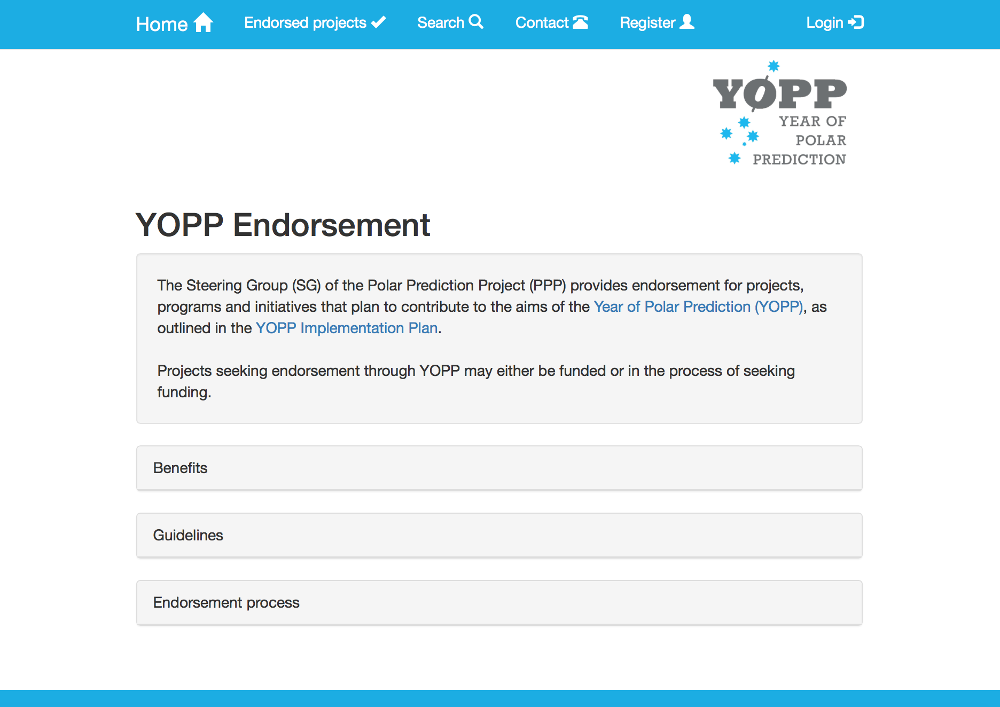 Home
Endorsed projects
Search
Contact
Register
Login
YOPP
YEAR OF
POLAR
PREDICTION
YOPP Endorsement
The Steering Group (SG) of the Polar Prediction Project (PPP) provides endorsement for projects,
programs and initiatives that plan to contribute to the aims of the Year of Polar Prediction (YOPP), as
outlined in the YOPP Implementation Plan.
Projects seeking endorsement through YOPP may either be funded or in the process of seeking
funding.
Benefits
Guidelines
Endorsement process